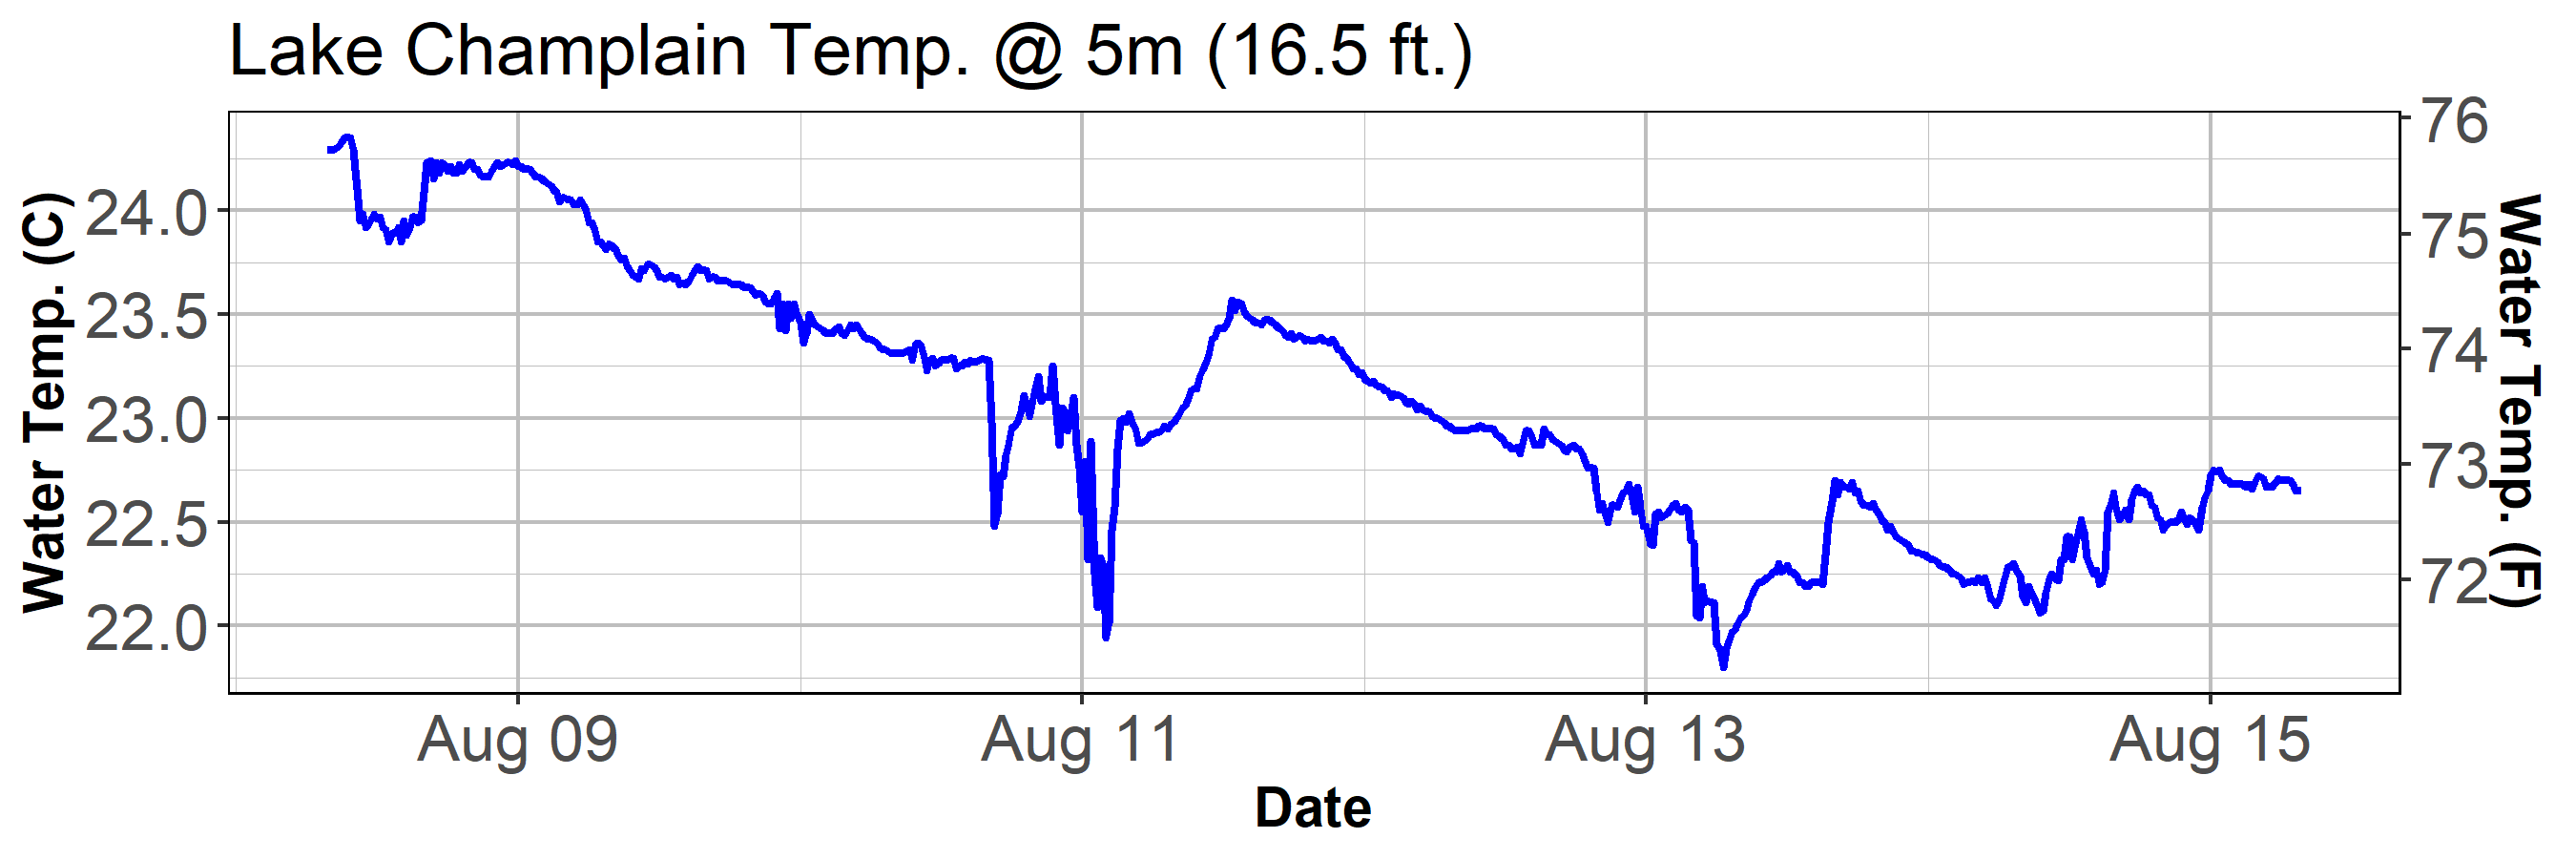 Lake Champlain Temp. @ 5m (16.5 ft.)
Water Temp. (C)
24.0
23.5
23.0
22.5
22.0
76
75
74
73
72
Water Temp. (F)
Aug 09
Aug 11
Aug 13
Aug 15
Date